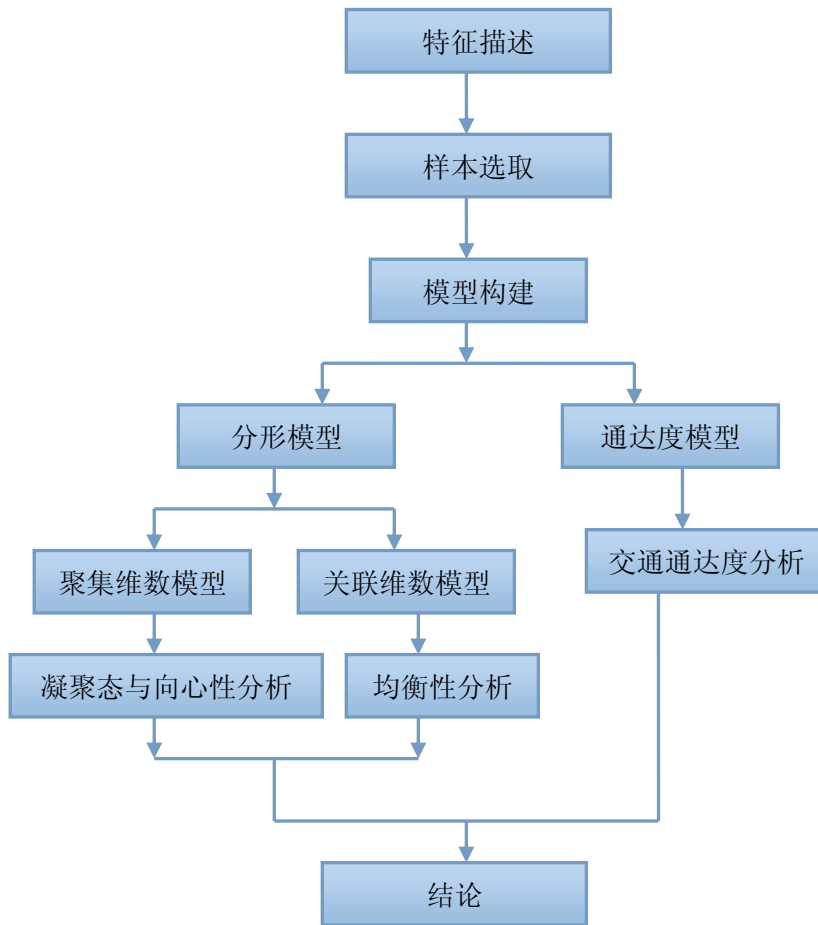 特征描述
样本选取
模型构建
分形模型
通达度模型
聚集维数模型
关联维数模型
交通通达度分析
凝聚态与向心性分析
均衡性分析
结论